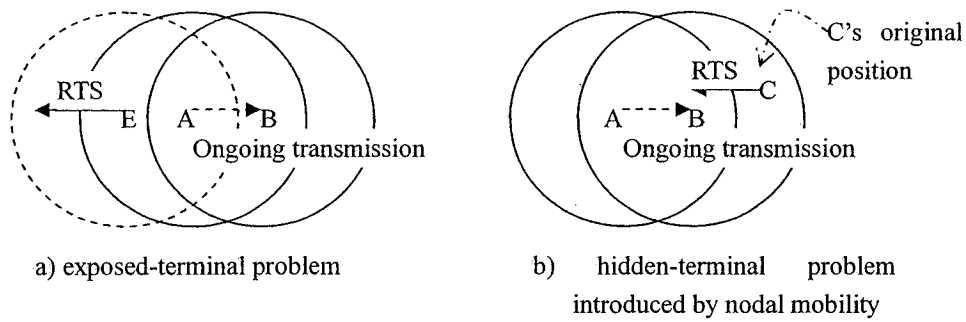 RTS
E
A
B
Ongoing transmission
a) exposed-terminal problem
C's original
position
RTS
C
A
B
Ongoing transmission
b) hidden-terminal problem
introduced by nodal mobility